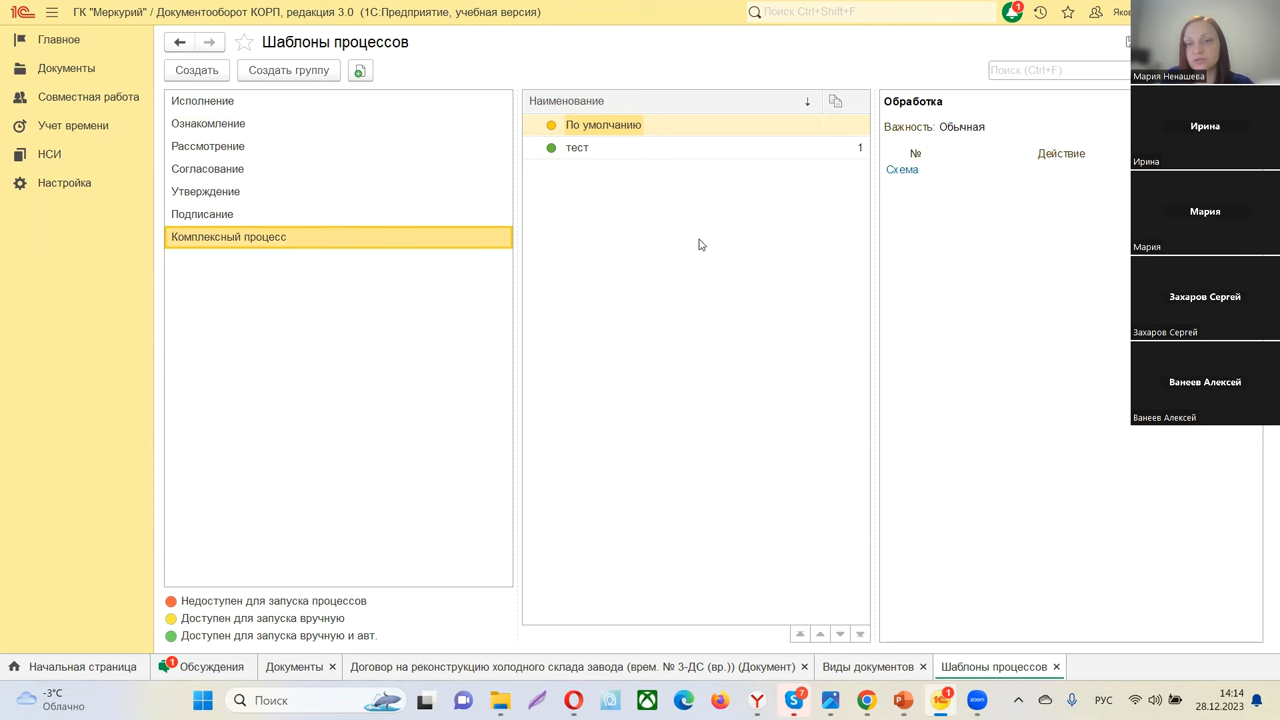 ГК "Меркурий" / Документооборот КОРП, редакция 3.0 (1С:Предприятие, учебная версия)
Поиск Ctrl+Shift+F
1
Главное
Документы
Совместная работа
Учет времени
НСИ
Настройка
Шаблоны процессов
Создать
Создать группу
Поиск (Ctrl+F)
Исполнение
Ознакомление
Рассмотрение
Согласование
Утверждение
Подписание
Комплексный процесс
Наименование
По умолчанию
тест
1
Обработка
Важность: Обычная
№
Действие
Схема
Недоступен для запуска процессов
Доступен для запуска вручную
Доступен для запуска вручную и авт.
Мария Ненашева
Ирина
Ирина
Мария
Мария
Захаров Сергей
Захаров Сергей
Ванеев Алексей
Ванеев Алексей
Начальная страница
1
Обсуждения
Документы
Договор на реконструкцию холодного склада завода (врем. № 3-ДС (вр.)) (Документ)
Виды документов
Шаблоны процессов
-3°C
Облачно
Поиск
7
1
РУС
14:14
28.12.2023